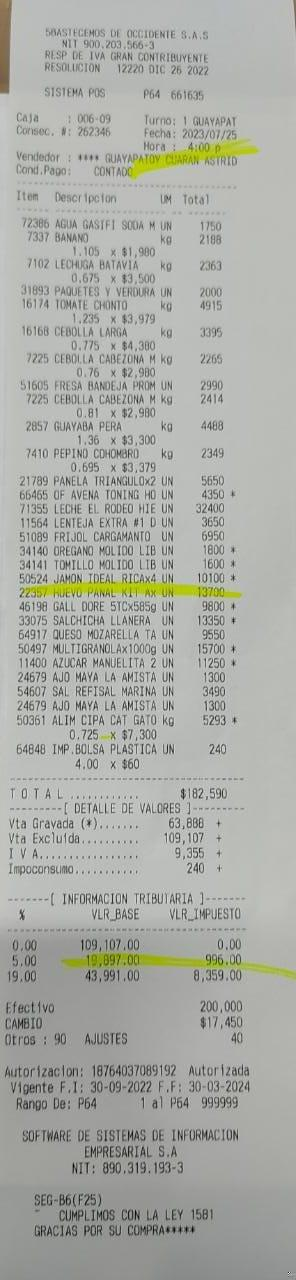 5BASTECEMOS DE OCCIDENTE S.A.S
NIT 900.203.566-3
RESP DE IVA GRAN CONTRIBUYENTE
RESOLUCION 12220 DIC 26 2022
SISTEMA POS P64 661635
Caja : 006-09 Turno: 1 GUAYAPAT
Consec. #: 262346 Fecha: 2023/07/25
Hora : 4:00 p
Vendedor : **** GUAYAPATOY CUARAN ASTRID
Cond.Pago: CONTADO
Item Descripcion UM Total
72386 AGUA GASIFI SODA M UN 1750
7337 BANANO kg 2188
1.105 x $1,980
7102 LECHUGA BATAVIA kg 2363
0.675 x $3,500
31893 PAQUETES Y VERDURA UN 2000
16174 TOMATE CHONTO kg 4915
1.235 x $3,979
16168 CEBOLLA LARGA kg 3395
0.775 x $4,380
7225 CEBOLLA CABEZONA M kg 2265
0.76 x $2,980
51605 FRESA BANDEJA PROM UN 2990
7225 CEBOLLA CABEZONA M kg 2414
0.81 x $2,980
2857 GUAYABA PERA kg 4488
1.36 x $3,300
7410 PEPINO COHOMBRO kg 2349
0.695 x $3,379
21789 PANELA TRIANGULOx2 UN 5650
66465 OF AVENA TONING HO UN 4350 *
71355 LECHE EL RODEO HIE UN 32400
11564 LENTEJA EXTRA #1 D UN 3650
51089 FRIJOL CARGAMANTO UN 6950
34140 OREGANO MOLIDO LIB UN 1800 *
34141 TOMILLO MOLIDO LIB UN 1600 *
50524 JAMON IDEAL RICAx4 UN 10100 *
22357 HUEVO PANAL KIT Ax UN 13700
46198 GALL DORE 5TCx585g UN 9800 *
33075 SALCHICHA LLANERA UN 13350 *
64917 QUESO MOZARELLA TA UN 9550
50497 MULTIGRANOLAx1000g UN 15700 *
11400 AZUCAR MANUELITA 2 UN 11250 *
24679 AJO MAYA LA AMISTA UN 1300
54607 SAL REFISAL MARINA UN 3490
24679 AJO MAYA LA AMISTA UN 1300
50361 ALIM CIPA CAT GATO kg 5293 *
0.725 x $7,300
64848 IMP.BOLSA PLASTICA UN 240
4.00 x $60
T O T A L ............ $182,590
---------[ DETALLE DE VALORES ]---------
Vta Gravada (*)....... 63,888 +
Vta Excluida.......... 109,107 +
I V A................. 9,355 +
Impoconsumo........... 240 +
-------[ INFORMACION TRIBUTARIA ]-------
% VLR_BASE VLR_IMPUESTO
0.00 109,107.00 0.00
5.00 19,897.00 996.00
19.00 43,991.00 8,359.00
Efectivo 200,000
CAMBIO $17,450
Otros : 90 AJUSTES 40
Autorizacion: 18764037089192 Autorizada
Vigente F.I: 30-09-2022 F.F: 30-03-2024
Rango De: P64 1 al P64 999999
SOFTWARE DE SISTEMAS DE INFORMACION
EMPRESARIAL S.A
NIT: 890.319.193-3
SEG-B6(F25)
CUMPLIMOS CON LA LEY 1581
GRACIAS POR SU COMPRA*****